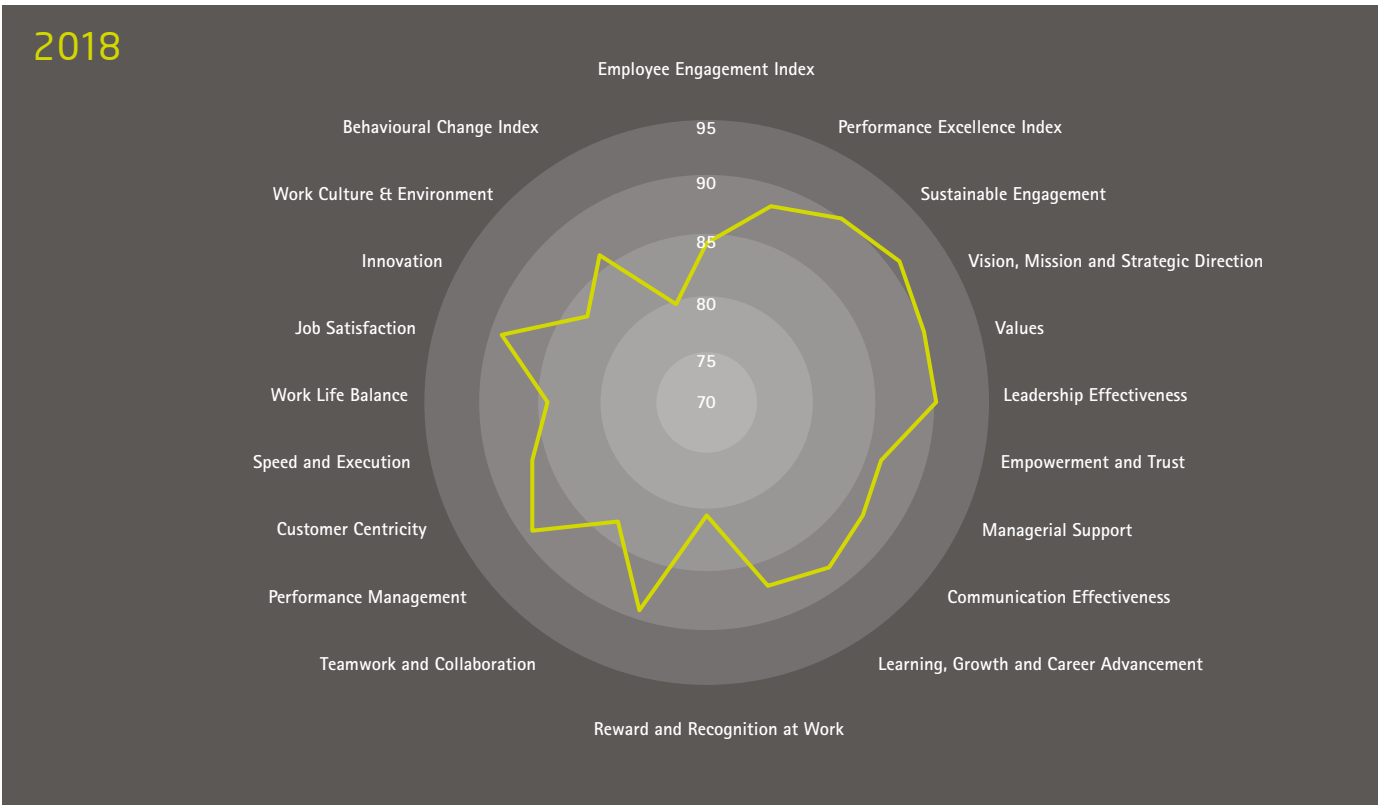 2018
Employee Engagement Index
Behavioural Change Index
95
Performance Excellence Index
90
Work Culture & Environment
Sustainable Engagement
85
Innovation
Vision, Mission and Strategic Direction
80
Job Satisfaction
Values
75
Work Life Balance
70
Leadership Effectiveness
Speed and Execution
Empowerment and Trust
Customer Centricity
Managerial Support
Performance Management
Communication Effectiveness
Teamwork and Collaboration
Learning, Growth and Career Advancement
Reward and Recognition at Work